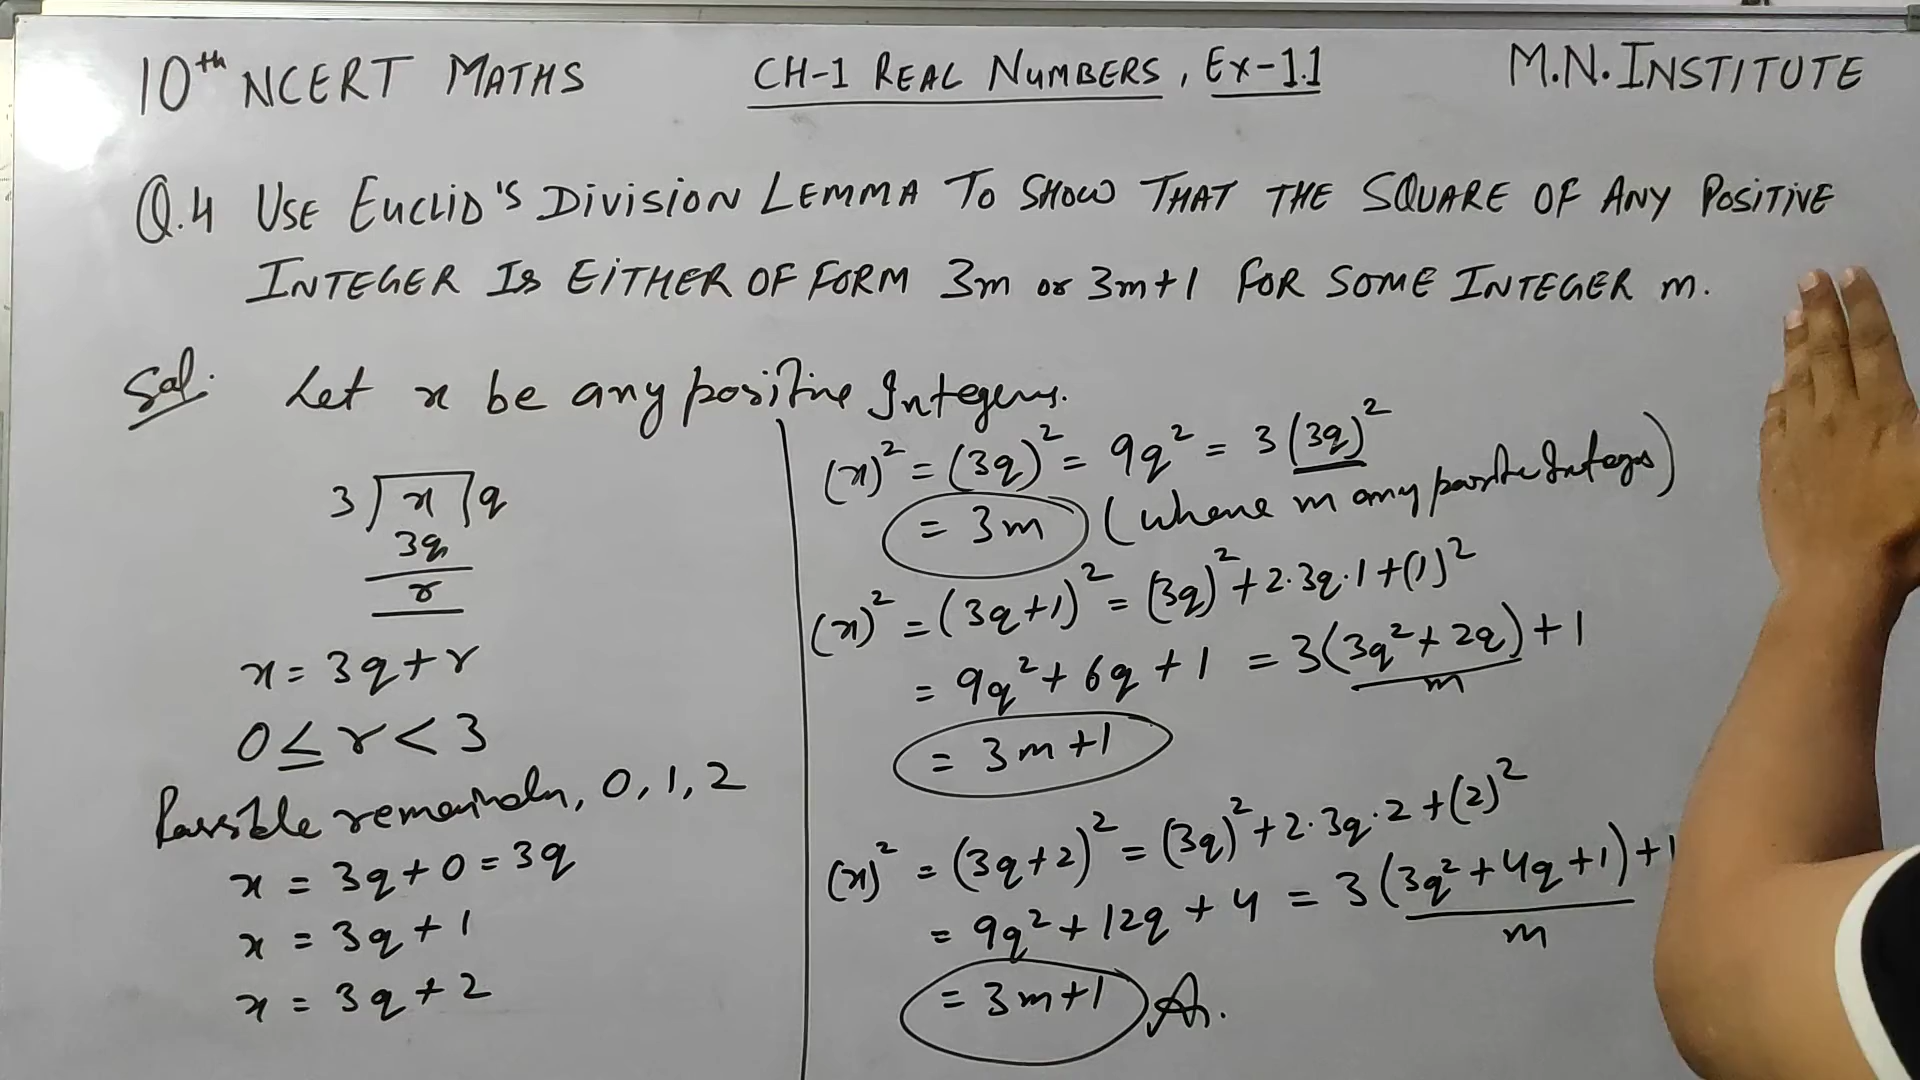 10th NCERT MATHS CH-1 REAL NUMBERS, Ex-1.1 M.N. INSTITUTE
Q.4 USE EUCLID'S DIVISION LEMMA TO SHOW THAT THE SQUARE OF ANY POSITIVE
INTEGER IS EITHER OF FORM 3m or 3m+1 FOR SOME INTEGER m.
Sol. Let x be any positive Integers.
3) x (q
3q
r
x = 3q+r
0 ≤ r < 3
Possible remainder, 0, 1, 2
x = 3q+0 = 3q
x = 3q+1
x = 3q+2
(x)² = (3q)² = 9q² = 3(3q)²
= 3m (where m any positive Integers)
(x)² = (3q+1)² = (3q)²+2·3q·1+(1)²
= 9q²+6q+1 = 3(3q²+2q)+1
m
= 3m+1
(x)² = (3q+2)² = (3q)²+2·3q·2+(2)²
= 9q²+12q+4 = 3(3q²+4q+1)+1
m
= 3m+1 A.